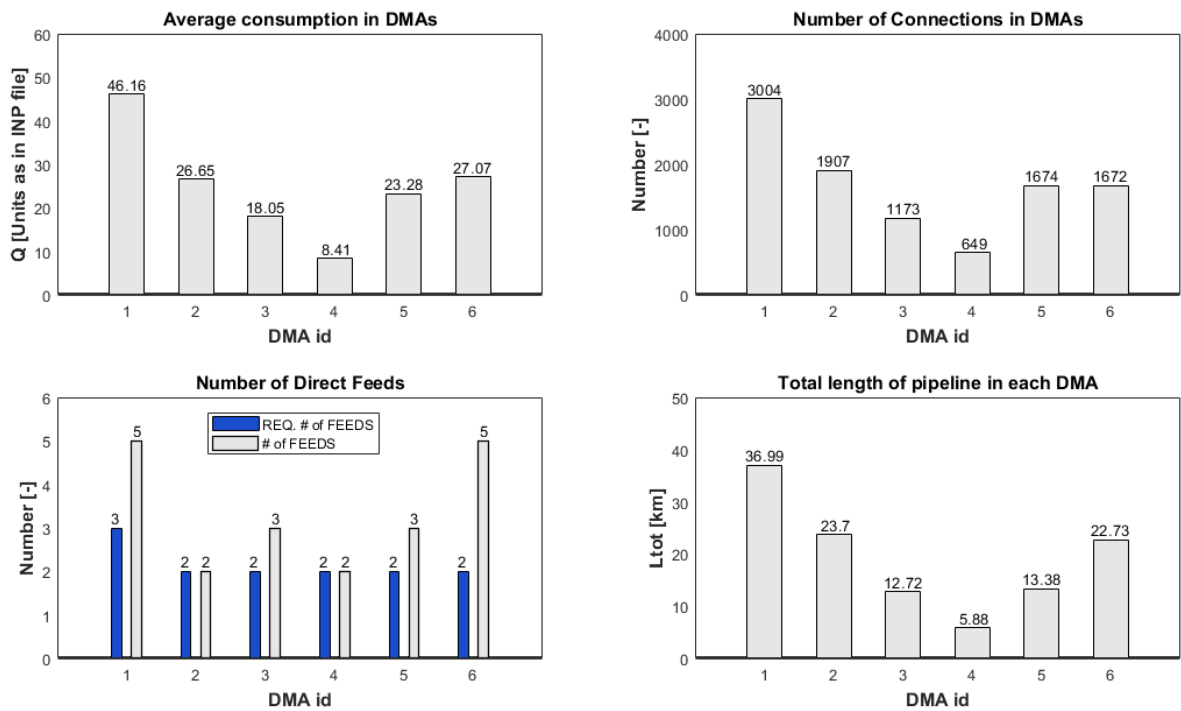 Average consumption in DMAs
Q [Units as in INP file]
60
50
40
30
20
10
0
46.16
26.65
18.05
8.41
23.28
27.07
1 2 3 4 5 6
DMA id
Number of Connections in DMAs
Number [-]
4000
3000
2000
1000
0
3004
1907
1173
649
1674
1672
1 2 3 4 5 6
DMA id
Number of Direct Feeds
Number [-]
6
5
4
3
2
1
0
REQ. # of FEEDS
# of FEEDS
3 5
2 2
2 3
2 2
2 3
2 5
1 2 3 4 5 6
DMA id
Total length of pipeline in each DMA
Ltot [km]
50
40
30
20
10
0
36.99
23.7
12.72
5.88
13.38
22.73
1 2 3 4 5 6
DMA id